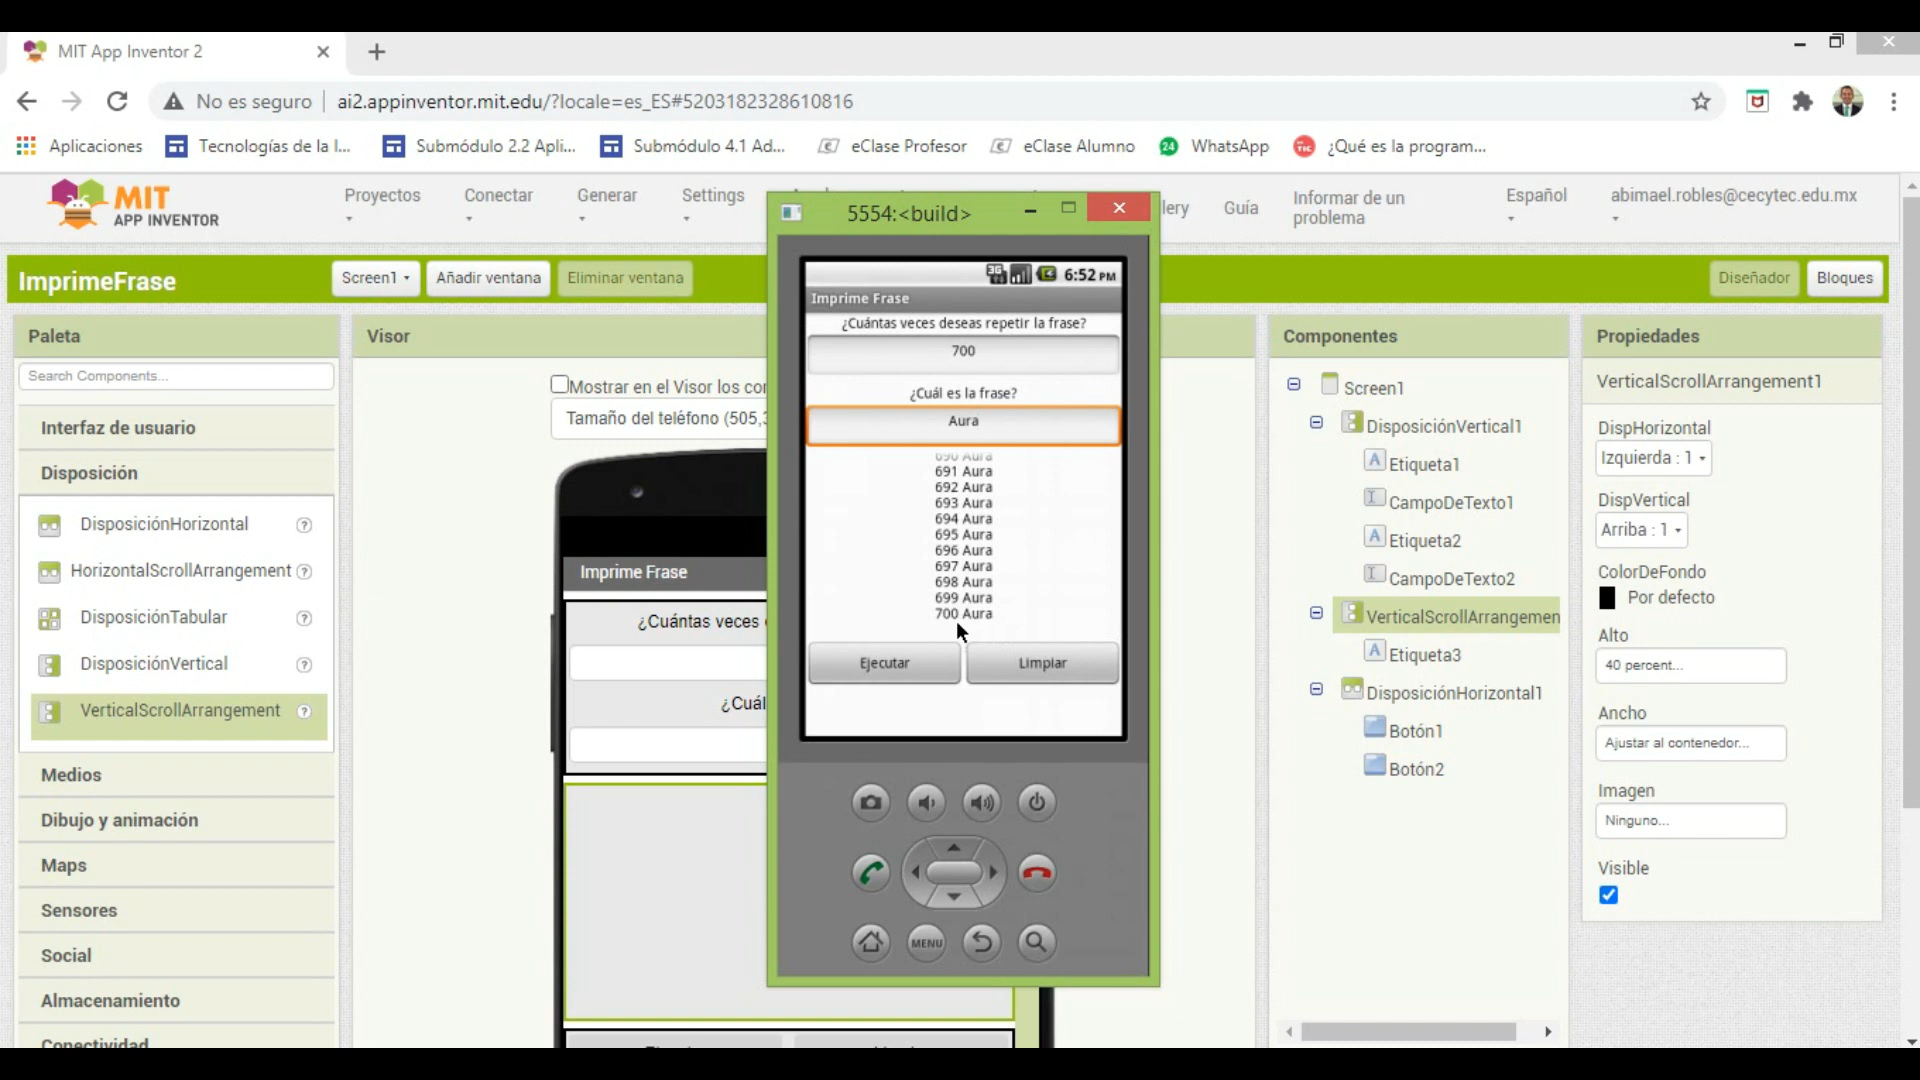 MIT App Inventor 2
No es seguro
ai2.appinventor.mit.edu/?locale=es_ES#5203182328610816
Aplicaciones
Tecnologías de la I...
Submódulo 2.2 Apli...
Submódulo 4.1 Ad...
eClase Profesor
eClase Alumno
24
WhatsApp
TIC
¿Qué es la program...
MIT
APP INVENTOR
Proyectos
Conectar
Generar
Settings
lery
Guía
Informar de un
problema
Español
abimael.robles@cecytec.edu.mx
ImprimeFrase
Screen1
Añadir ventana
Eliminar ventana
Diseñador
Bloques
Paleta
Search Components...
Interfaz de usuario
Disposición
DisposiciónHorizontal
HorizontalScrollArrangement
DisposiciónTabular
DisposiciónVertical
VerticalScrollArrangement
Medios
Dibujo y animación
Maps
Sensores
Social
Almacenamiento
Conectividad
Visor
Mostrar en el Visor los co
Tamaño del teléfono (505,
Imprime Frase
¿Cuántas veces
¿Cuál
5554:<build>
3G
6:52 PM
Imprime Frase
¿Cuántas veces deseas repetir la frase?
700
¿Cuál es la frase?
Aura
690 Aura
691 Aura
692 Aura
693 Aura
694 Aura
695 Aura
696 Aura
697 Aura
698 Aura
699 Aura
700 Aura
Ejecutar
Limpiar
MENU
Componentes
Screen1
DisposiciónVertical1
Etiqueta1
CampoDeTexto1
Etiqueta2
CampoDeTexto2
VerticalScrollArrangemen
Etiqueta3
DisposiciónHorizontal1
Botón1
Botón2
Propiedades
VerticalScrollArrangement1
DispHorizontal
Izquierda : 1
DispVertical
Arriba : 1
ColorDeFondo
Por defecto
Alto
40 percent...
Ancho
Ajustar al contenedor...
Imagen
Ninguno...
Visible